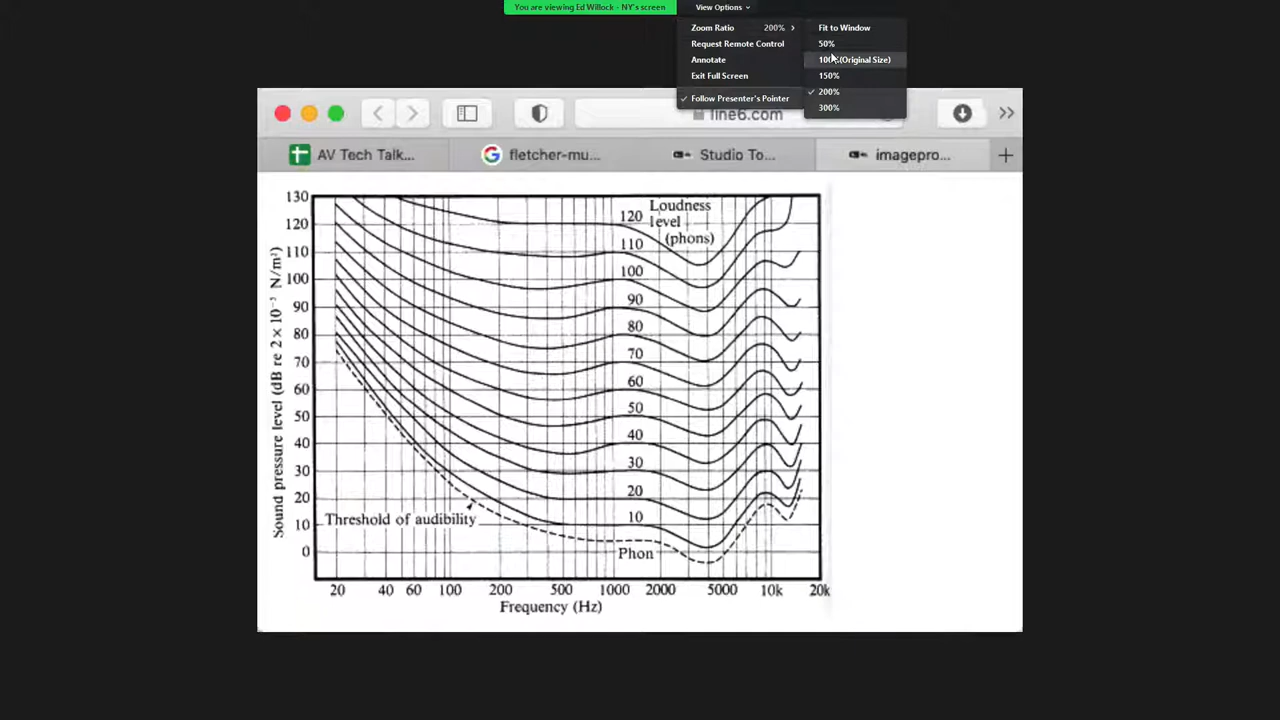 You are viewing Ed Willock - NY's screen
View Options
Zoom Ratio 200%
Request Remote Control
Annotate
Exit Full Screen
Follow Presenter's Pointer
Fit to Window
50%
100% (Original Size)
150%
200%
300%
line6.com
AV Tech Talk...
fletcher-mu...
Studio To...
imagepro...
Sound pressure level (dB re 2 × 10⁻⁵ N/m²)
130
120
110
100
90
80
70
60
50
40
30
20
10
0
Loudness
level
(phons)
120
110
100
90
80
70
60
50
40
30
20
10
Phon
Threshold of audibility
20 40 60 100 200 500 1000 2000 5000 10k 20k
Frequency (Hz)